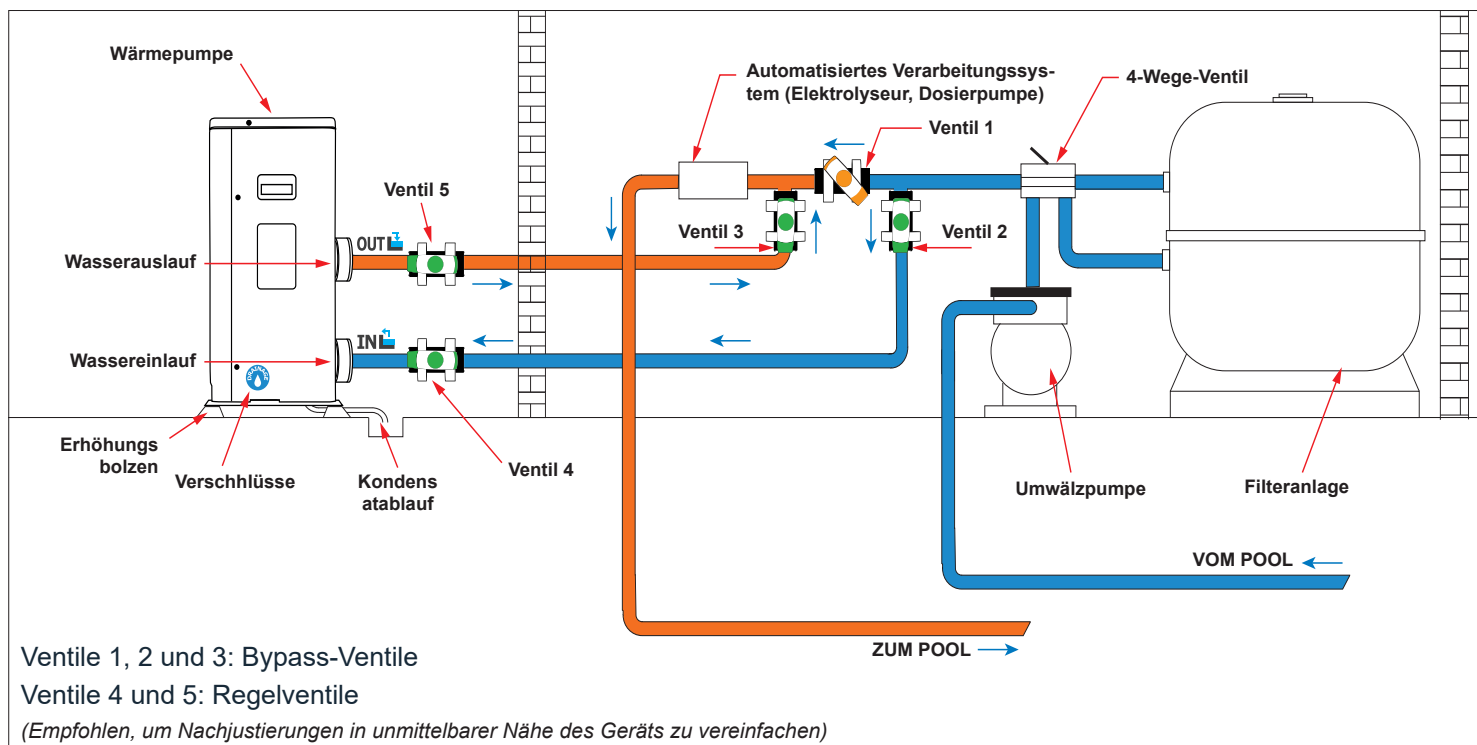 Wärmepumpe
Automatisiertes Verarbeitungssys-
tem (Elektrolyseur, Dosierpumpe)
4-Wege-Ventil
Ventil 1
Ventil 5
Ventil 3
Ventil 2
OUT
Wasserauslauf
IN
Wassereinlauf
Erhöhungs
bolzen
Verschhlüsse
Kondens
atablauf
Ventil 4
Umwälzpumpe
Filteranlage
VOM POOL
ZUM POOL
Ventile 1, 2 und 3: Bypass-Ventile
Ventile 4 und 5: Regelventile
(Empfohlen, um Nachjustierungen in unmittelbarer Nähe des Geräts zu vereinfachen)